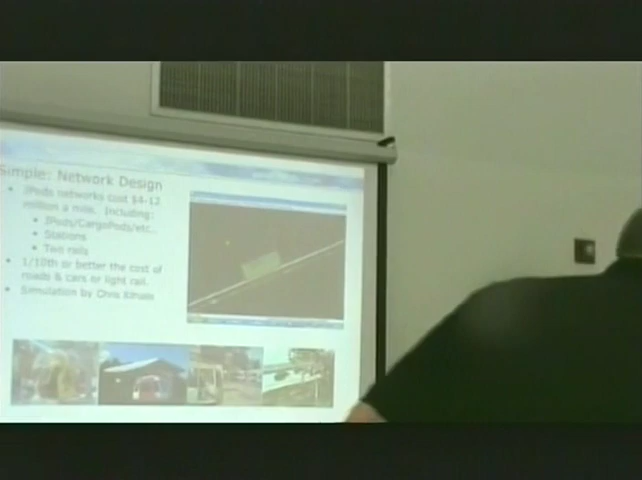 Simple: Network Design
• JPods networks cost $4-12
million a mile. Including:
• JPods/CargoPods/etc.
• Stations
• Two rails
• 1/10th or better the cost of
roads & cars or light rail.
• Simulation by Chris